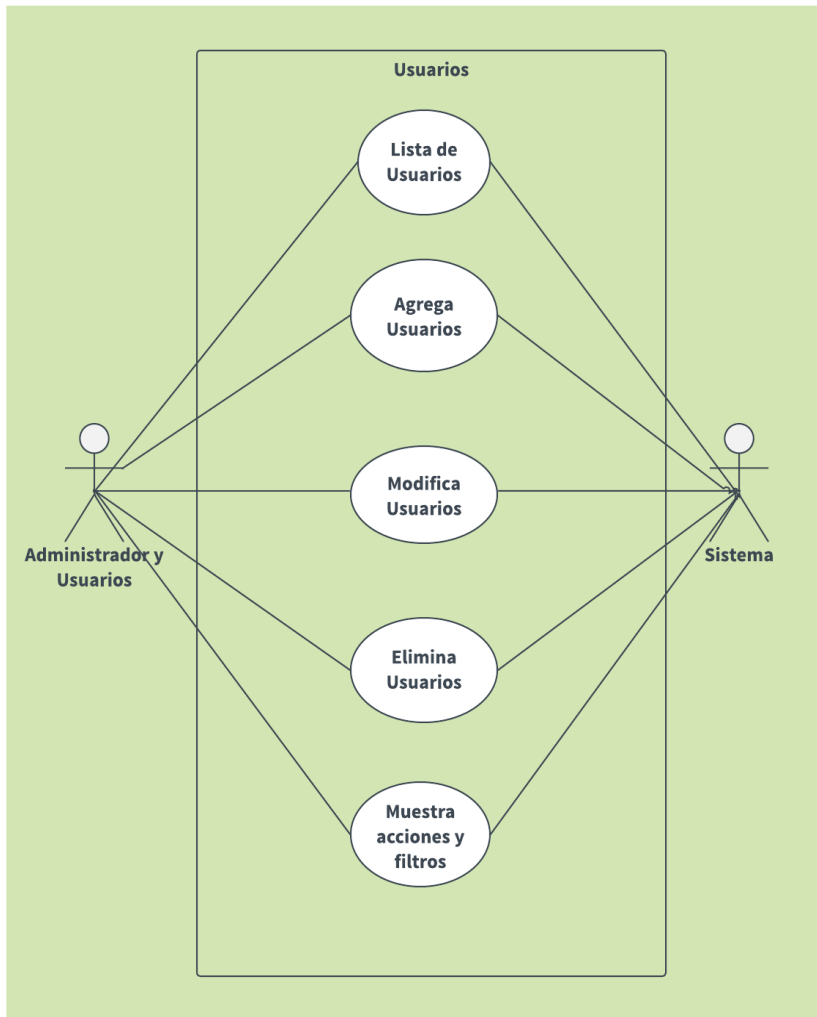 Usuarios
Lista de
Usuarios
Agrega
Usuarios
Modifica
Usuarios
Administrador y
Usuarios
Sistema
Elimina
Usuarios
Muestra
acciones y
filtros